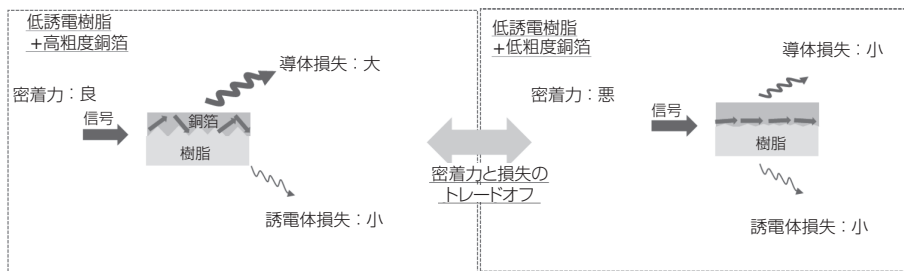 低誘電樹脂
+高粗度銅箔
導体損失：大
密着力：良
信号
銅箔
樹脂
誘電体損失：小
密着力と損失の
トレードオフ
低誘電樹脂
+低粗度銅箔
導体損失：小
密着力：悪
信号
樹脂
誘電体損失：小